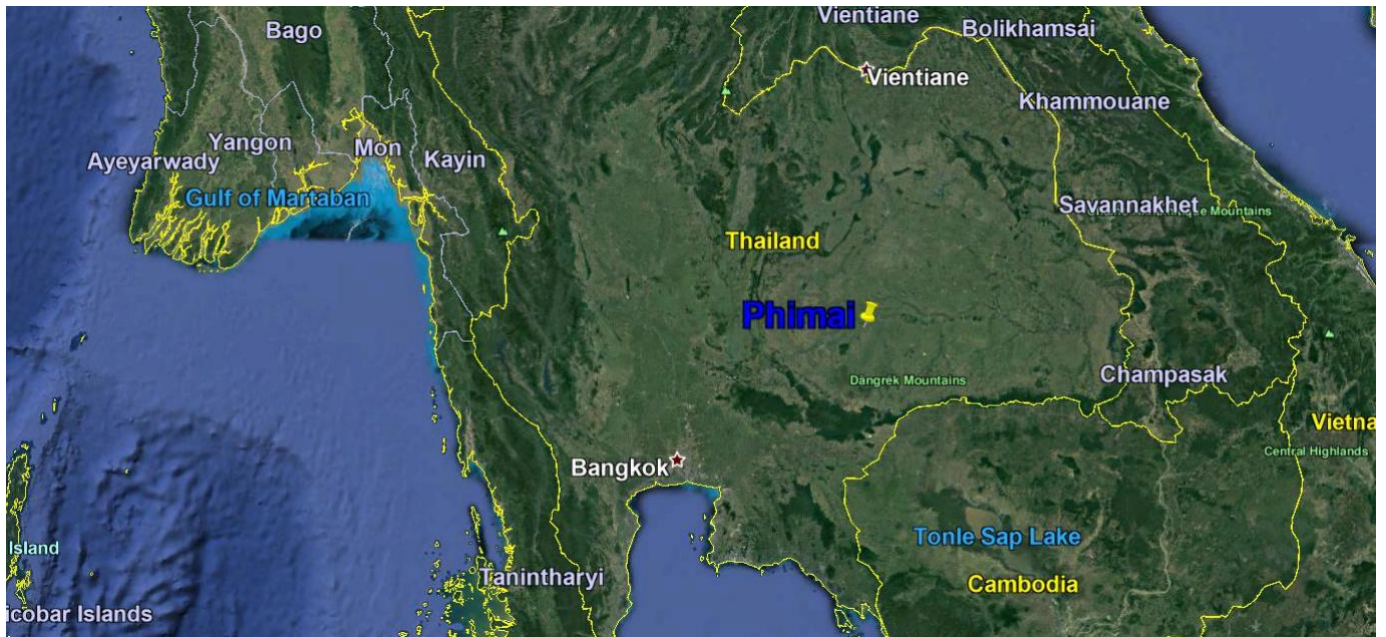 Vientiane
Bago
Bolikhamsai
Vientiane
Khammouane
Yangon
Mon
Kayin
Ayeyarwady
Gulf of Martaban
Savannakhet
Mountains
Thailand
Phimai
Champasak
Dangrek Mountains
Vietna
Central Highlands
Bangkok
Tonle Sap Lake
Island
Tanintharyi
Cambodia
icobar Islands